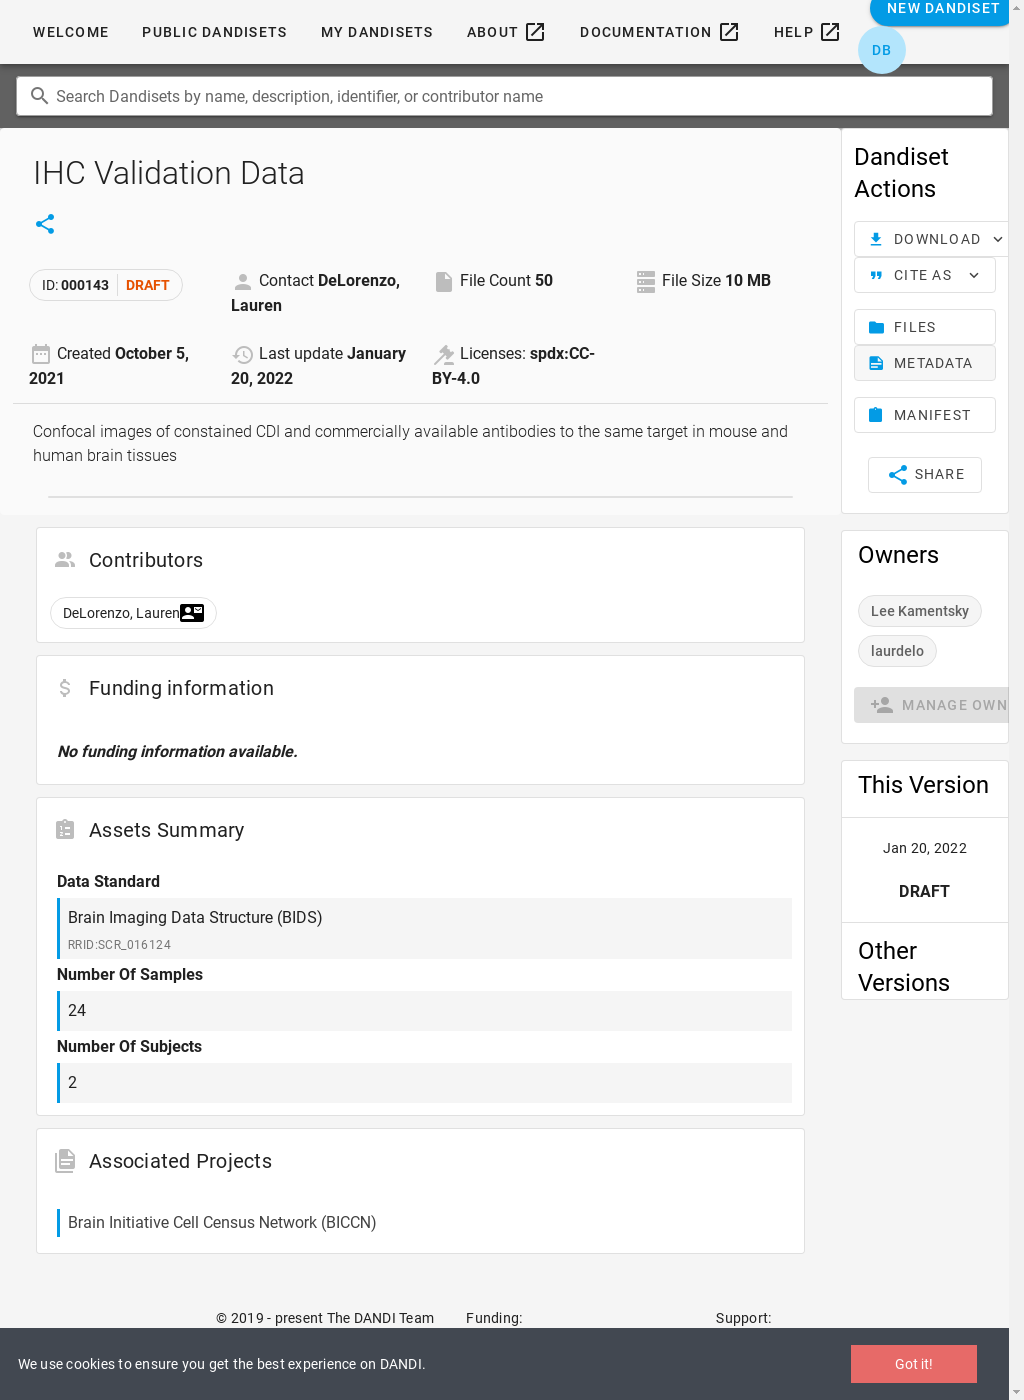 WELCOME
PUBLIC DANDISETS
MY DANDISETS
ABOUT
DOCUMENTATION
HELP
NEW DANDISET
DB
Search Dandisets by name, description, identifier, or contributor name
IHC Validation Data
ID: 000143 DRAFT
Contact DeLorenzo,
Lauren
File Count 50
File Size 10 MB
Created October 5,
2021
Last update January
20, 2022
Licenses: spdx:CC-
BY-4.0
Confocal images of constained CDI and commercially available antibodies to the same target in mouse and
human brain tissues
Contributors
DeLorenzo, Lauren
Funding information
No funding information available.
Assets Summary
Data Standard
Brain Imaging Data Structure (BIDS)
RRID:SCR_016124
Number Of Samples
24
Number Of Subjects
2
Associated Projects
Brain Initiative Cell Census Network (BICCN)
Dandiset
Actions
DOWNLOAD
CITE AS
FILES
METADATA
MANIFEST
SHARE
Owners
Lee Kamentsky
laurdelo
MANAGE OWN
This Version
Jan 20, 2022
DRAFT
Other
Versions
© 2019 - present The DANDI Team
Funding:
Support:
We use cookies to ensure you get the best experience on DANDI.
Got it!